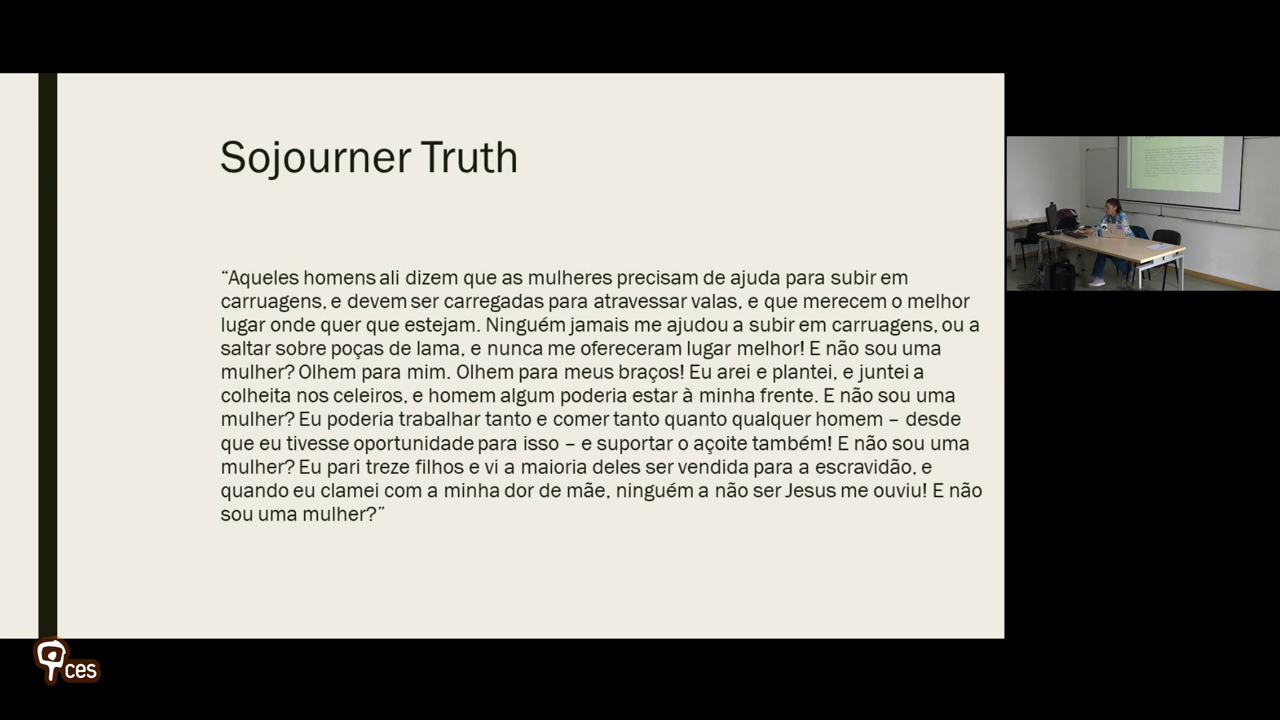 Sojourner Truth
“Aqueles homens ali dizem que as mulheres precisam de ajuda para subir em
carruagens, e devem ser carregadas para atravessar valas, e que merecem o melhor
lugar onde quer que estejam. Ninguém jamais me ajudou a subir em carruagens, ou a
saltar sobre poças de lama, e nunca me ofereceram lugar melhor! E não sou uma
mulher? Olhem para mim. Olhem para meus braços! Eu arei e plantei, e juntei a
colheita nos celeiros, e homem algum poderia estar à minha frente. E não sou uma
mulher? Eu poderia trabalhar tanto e comer tanto quanto qualquer homem – desde
que eu tivesse oportunidade para isso – e suportar o açoite também! E não sou uma
mulher? Eu pari treze filhos e vi a maioria deles ser vendida para a escravidão, e
quando eu clamei com a minha dor de mãe, ninguém a não ser Jesus me ouviu! E não
sou uma mulher?”
ces